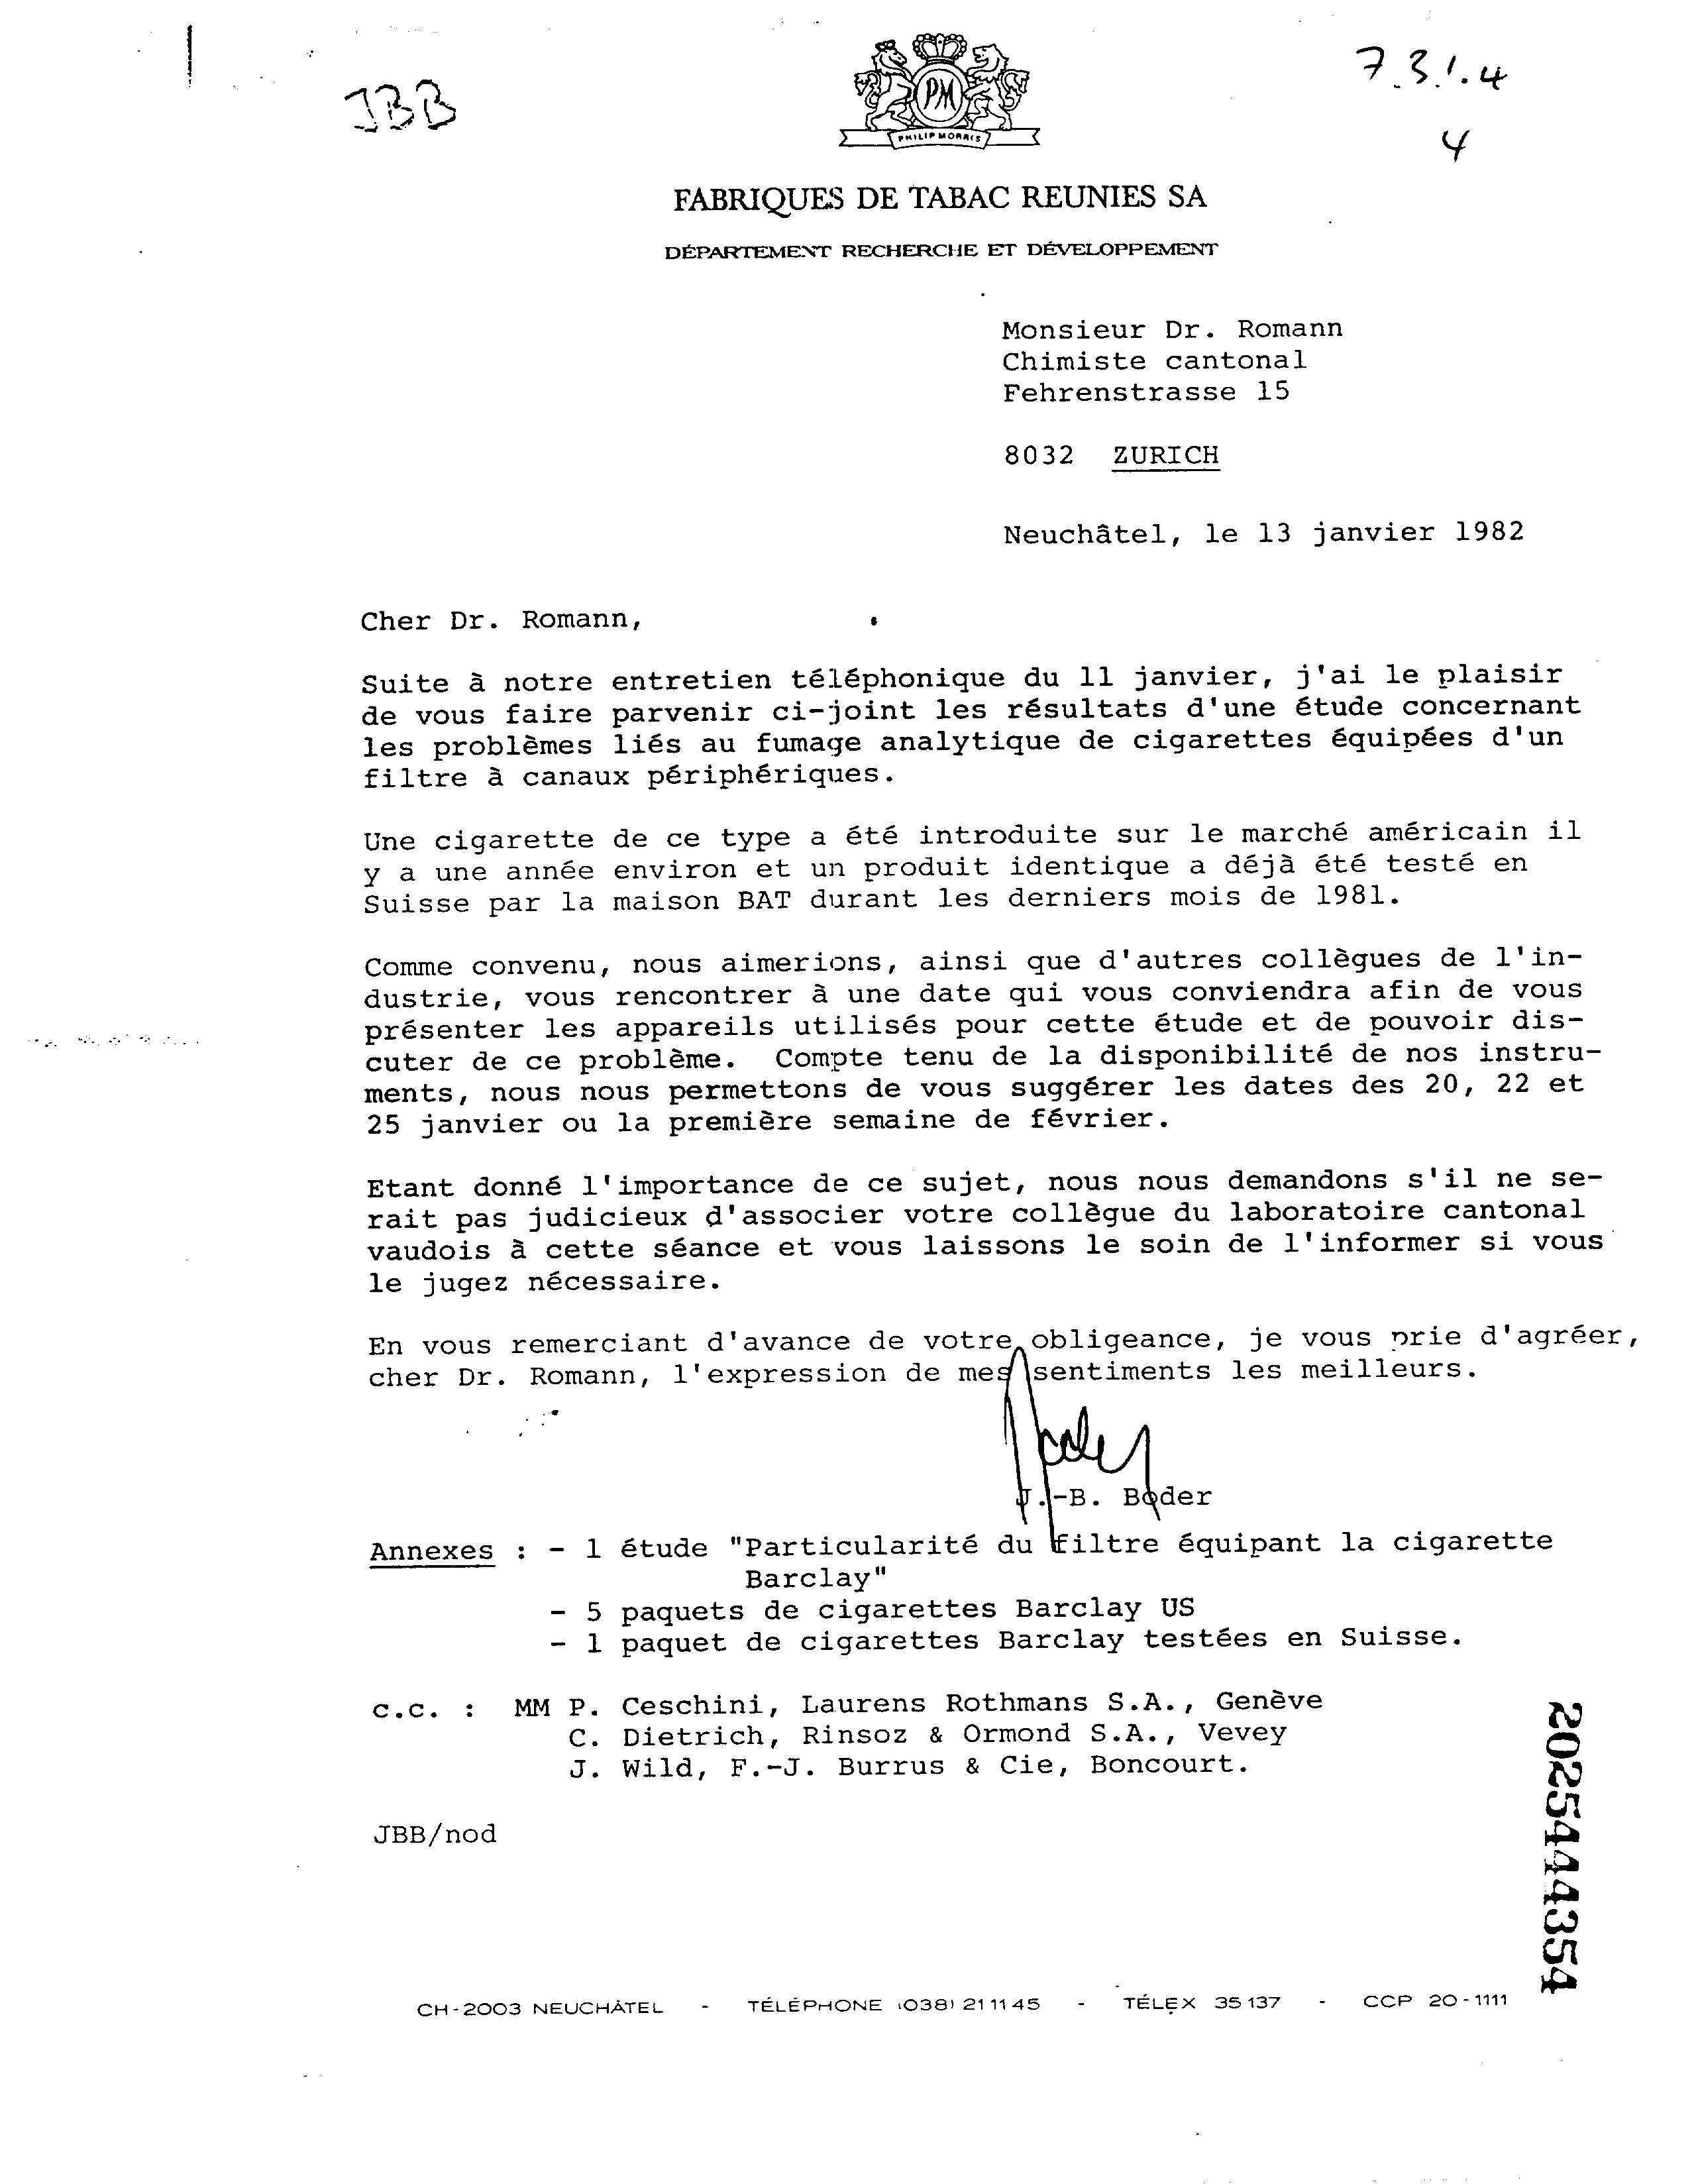 JBB
7.3.1.4
4
PM
PHILIP MORRIS
FABRIQUES DE TABAC REUNIES SA
DÉPARTEMENT RECHERCHE ET DÉVELOPPEMENT
Monsieur Dr. Romann
Chimiste cantonal
Fehrenstrasse 15
8032 ZURICH
Neuchâtel, le 13 janvier 1982
Cher Dr. Romann,
Suite à notre entretien téléphonique du 11 janvier, j'ai le plaisir
de vous faire parvenir ci-joint les résultats d'une étude concernant
les problèmes liés au fumage analytique de cigarettes équipées d'un
filtre à canaux périphériques.
Une cigarette de ce type a été introduite sur le marché américain il
y a une année environ et un produit identique a déjà été testé en
Suisse par la maison BAT durant les derniers mois de 1981.
Comme convenu, nous aimerions, ainsi que d'autres collègues de l'in-
dustrie, vous rencontrer à une date qui vous conviendra afin de vous
présenter les appareils utilisés pour cette étude et de pouvoir dis-
cuter de ce problème. Compte tenu de la disponibilité de nos instru-
ments, nous nous permettons de vous suggérer les dates des 20, 22 et
25 janvier ou la première semaine de février.
Etant donné l'importance de ce sujet, nous nous demandons s'il ne se-
rait pas judicieux d'associer votre collègue du laboratoire cantonal
vaudois à cette séance et vous laissons le soin de l'informer si vous
le jugez nécessaire.
En vous remerciant d'avance de votre obligeance, je vous prie d'agréer,
cher Dr. Romann, l'expression de mes sentiments les meilleurs.
J.-B. Boder
Annexes : - 1 étude "Particularité du filtre équipant la cigarette
Barclay"
- 5 paquets de cigarettes Barclay US
- 1 paquet de cigarettes Barclay testées en Suisse.
c.c. : MM P. Ceschini, Laurens Rothmans S.A., Genève
C. Dietrich, Rinsoz & Ormond S.A., Vevey
J. Wild, F.-J. Burrus & Cie, Boncourt.
JBB/nod
2025444354
CH-2003 NEUCHÂTEL - TÉLÉPHONE (038) 21 11 45 - TÉLEX 35 137 - CCP 20-1111